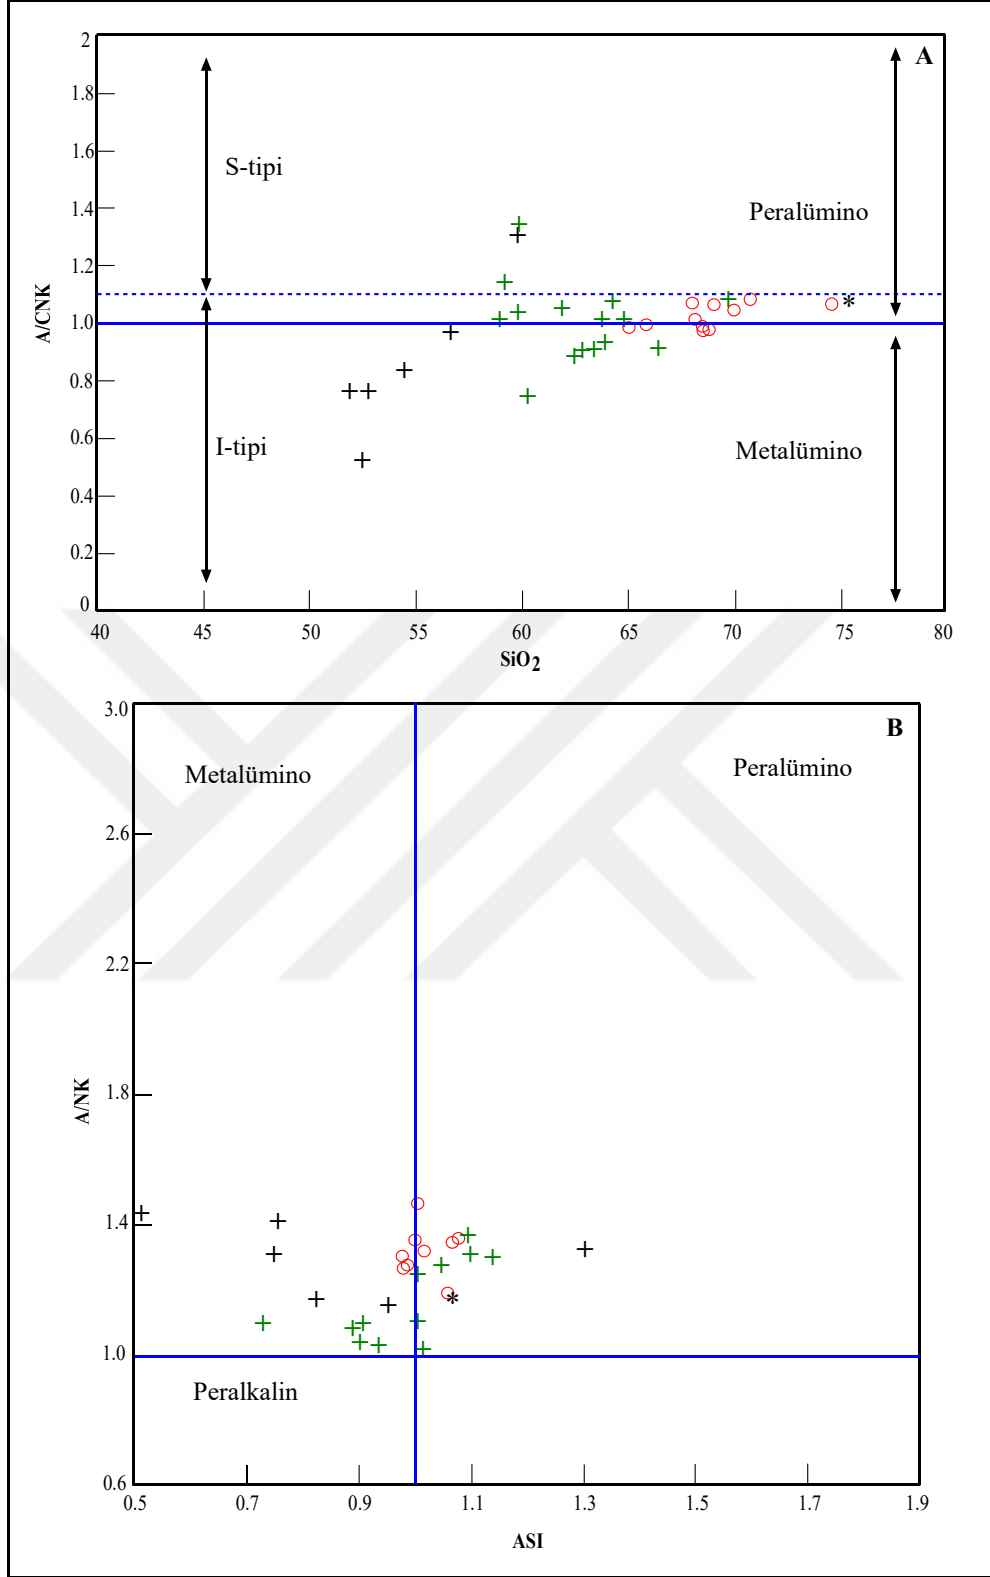 A
2
1.8
1.6
1.4
1.2
1.0
0.8
0.6
0.4
0.2
0
A/CNK
S-tipi
Peralümino
I-tipi
Metalümino
40 45 50 55 60 65 70 75 80
SiO2
B
3.0
2.6
2.2
1.8
1.4
1.0
0.6
A/NK
Metalümino
Peralümino
Peralkalin
0.5 0.7 0.9 1.1 1.3 1.5 1.7 1.9
ASI